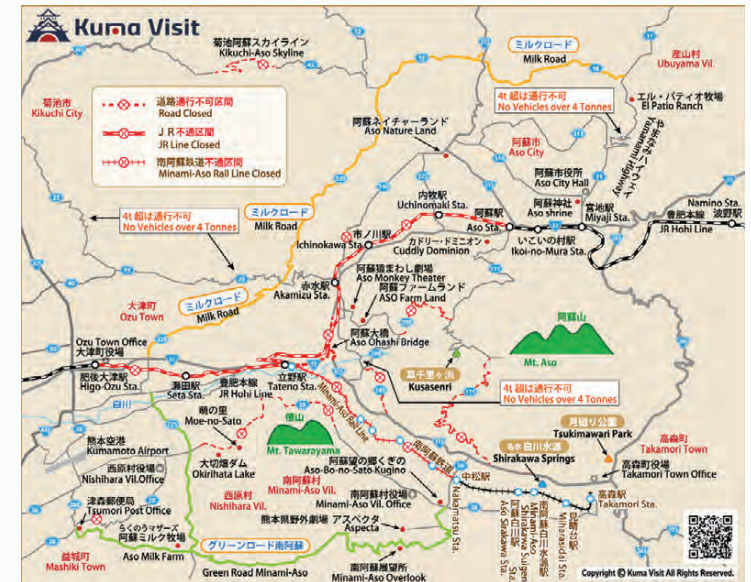 Kuma Visit
菊池阿蘇スカイライン
Kikuchi-Aso Skyline
ミルクロード
Milk Road
産山村
Ubuyama Vil.
菊池市
Kikuchi City
道路通行不可区間
Road Closed
JR不通区間
JR Line Closed
南阿蘇鉄道不通区間
Minami-Aso Rail Line Closed
阿蘇ネイチャーランド
Aso Nature Land
4t 超は通行不可
No Vehicles over 4 Tonnes
エル・パティオ牧場
El Patio Ranch
阿蘇市
Aso City
Yamanami Highway
阿蘇市役所
Aso City Hall
内牧駅
Uchinomaki Sta.
阿蘇駅
Aso Sta.
阿蘇神社
Aso shrine
宮地駅
Miyaji Sta.
Namino Sta.
波野駅
豊肥本線
JR Hohi Line
4t 超は通行不可
No Vehicles over 4 Tonnes
ミルクロード
Milk Road
市ノ川駅
Ichinokawa Sta.
カドリー・ドミニオン
Cuddly Dominion
いこいの村駅
Ikoi-no-Mura Sta.
赤水駅
Akamizu Sta.
阿蘇猿まわし劇場
Aso Monkey Theater
阿蘇ファームランド
ASO Farm Land
大津町
Ozu Town
ミルクロード
Milk Road
阿蘇大橋
Aso Ohashi Bridge
阿蘇山
Mt. Aso
Ozu Town Office
大津町役場
肥後大津駅
Higo-Ozu Sta.
瀬田駅
Seta Sta.
豊肥本線
JR Hohi Line
立野駅
Tateno Sta.
草千里ヶ浜
Kusasenri
4t 超は通行不可
No Vehicles over 4 Tonnes
白川
萌の里
Moe-no-Sato
俵山
Mt. Tawarayama
Minami-Aso Rail Line
南阿蘇鉄道
名水 白川水源
Shirakawa Springs
月廻り公園
Tsukimawari Park
高森町
Takamori Town
熊本空港
Kumamoto Airport
西原村役場
Nishihara Vil.Office
大切畑ダム
Okirihata Lake
西原村
Nishihara Vil.
南阿蘇村
Minami-Aso Vil.
阿蘇望の郷くぎの
Aso-Bo-no-Sato-Kugino
中松駅
Nakamatsu Sta.
高森町役場
Takamori Town Office
高森駅
Takamori Sta.
津森郵便局
Tsumori Post Office
らくのうマザーズ
阿蘇ミルク牧場
Aso Milk Farm
益城町
Mashiki Town
グリーンロード南阿蘇
Green Road Minami-Aso
南阿蘇村役場
Minami-Aso Vil. Office
熊本県野外劇場 アスペクタ
Aspecta
南阿蘇展望所
Minami-Aso Overlook
阿蘇白川駅
Aso Shirakawa Sta.
南阿蘇白川水源駅
Minami-Aso
Shirakawa Suigen
Sta.
見晴台駅
Miharashidai Sta.
Copyright © Kuma Visit All Rights Reserved.